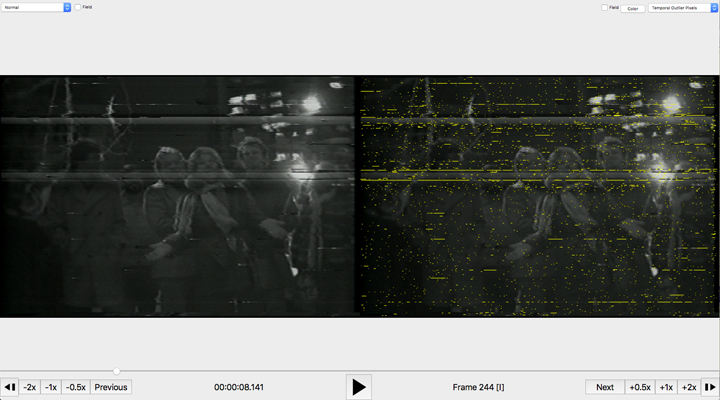 Normal Field Field Color Temporal Outlier Pixels
-2x -1x -0.5x Previous 00:00:08.141 Frame 244 [I] Next +0.5x +1x +2x